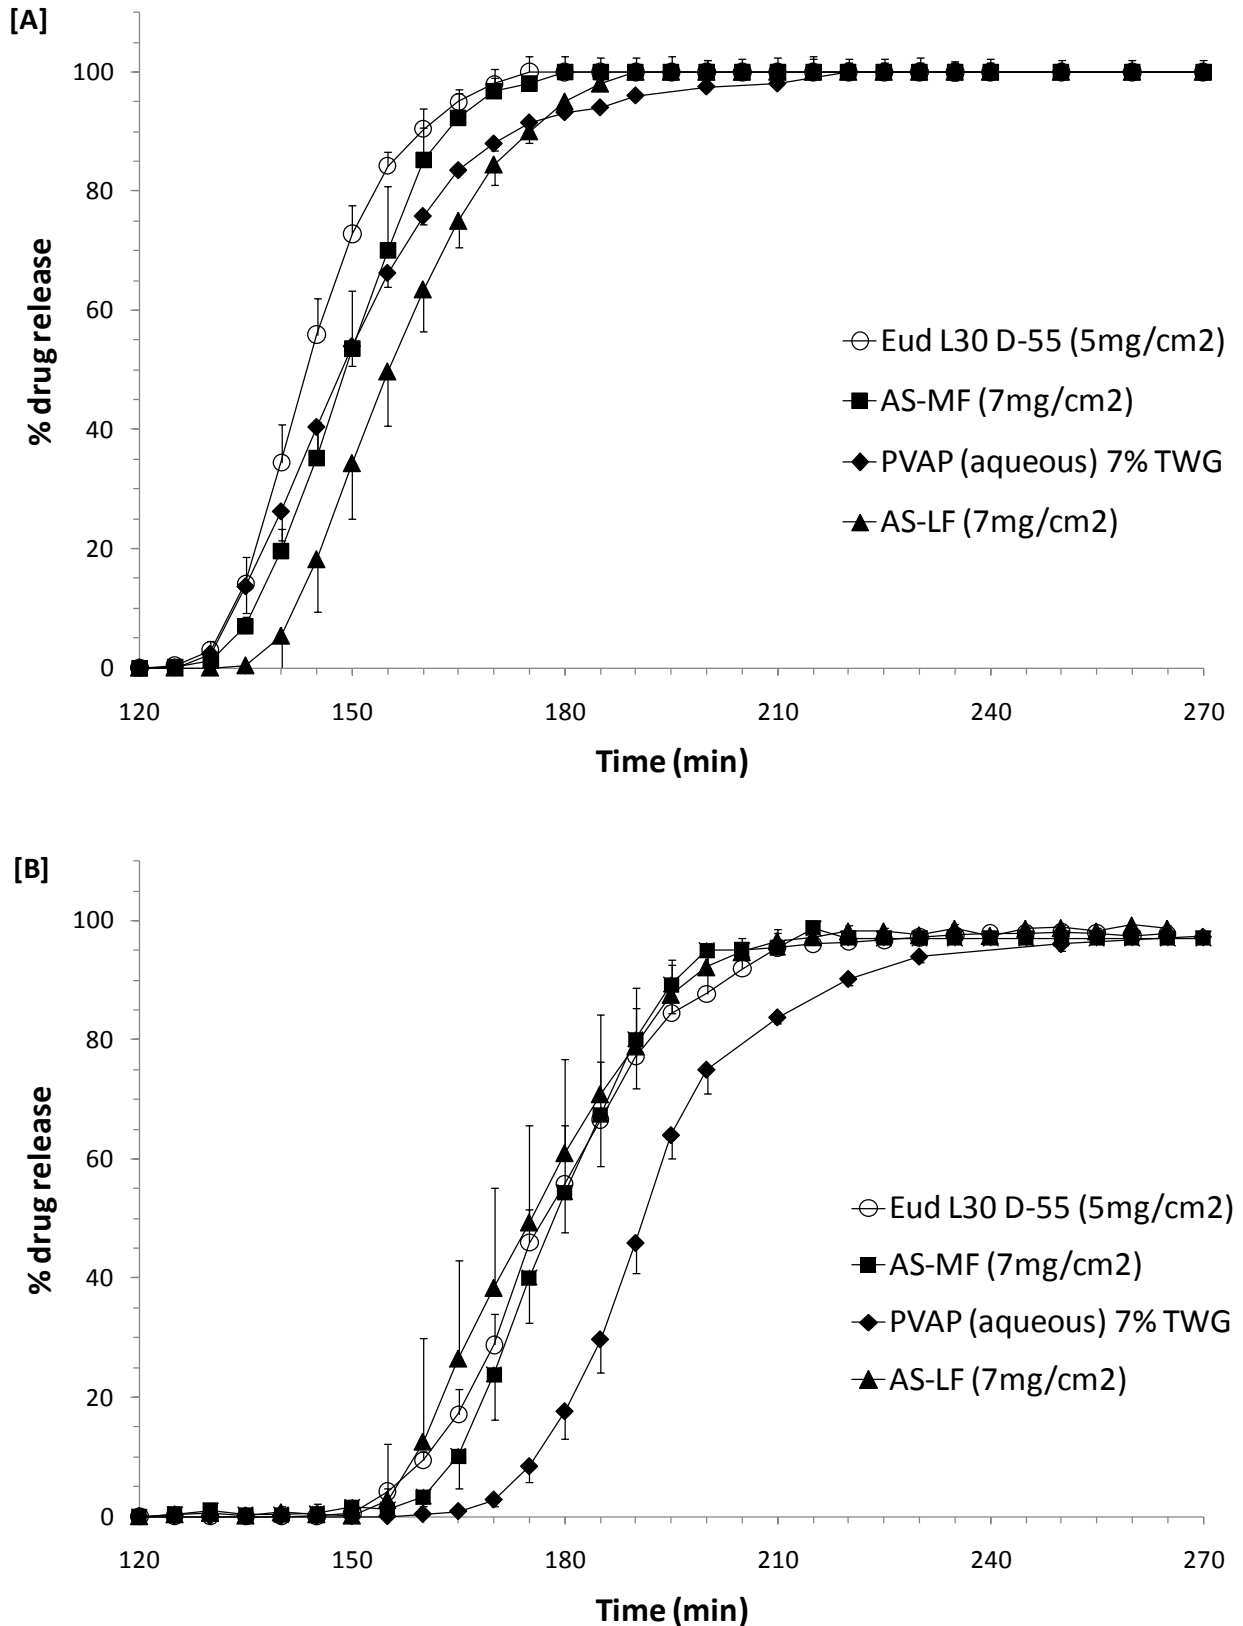 [A]
100
80
60
40
20
0
% drug release
Eud L30 D-55 (5mg/cm2)
AS-MF (7mg/cm2)
PVAP (aqueous) 7% TWG
AS-LF (7mg/cm2)
120 150 180 210 240 270
Time (min)
[B]
100
80
60
40
20
0
% drug release
Eud L30 D-55 (5mg/cm2)
AS-MF (7mg/cm2)
PVAP (aqueous) 7% TWG
AS-LF (7mg/cm2)
120 150 180 210 240 270
Time (min)